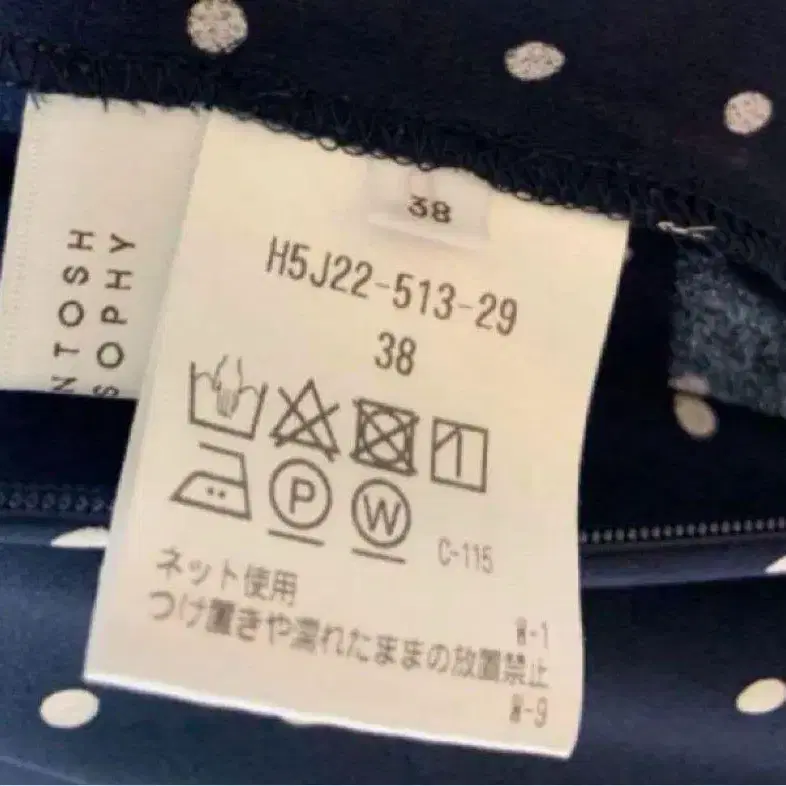 38
H5J22-513-29
38
P
W
C-115
ネット使用
W-1
つけ置きや濡れたままの放置禁止
W-9
NTOSH
SOPHY